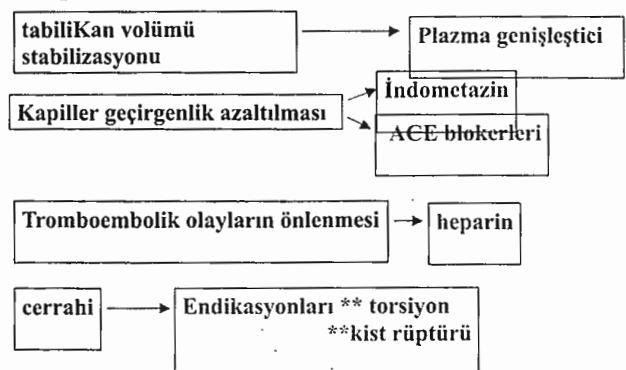 tabiliKan volümü
stabilizasyonu
Plazma genişleştici
Kapiller geçirgenlik azaltılması
İndometazin
ACE blokerleri
Tromboembolik olayların önlenmesi
heparin
cerrahi
Endikasyonları ** torsiyon
**kist rüptürü